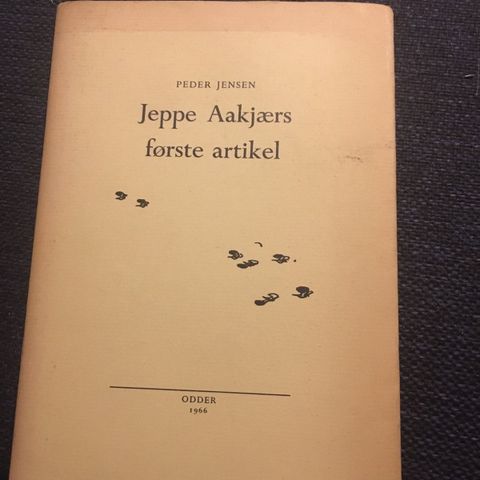 PEDER JENSEN
Jeppe Aakjærs
første artikel
ODDER
1966